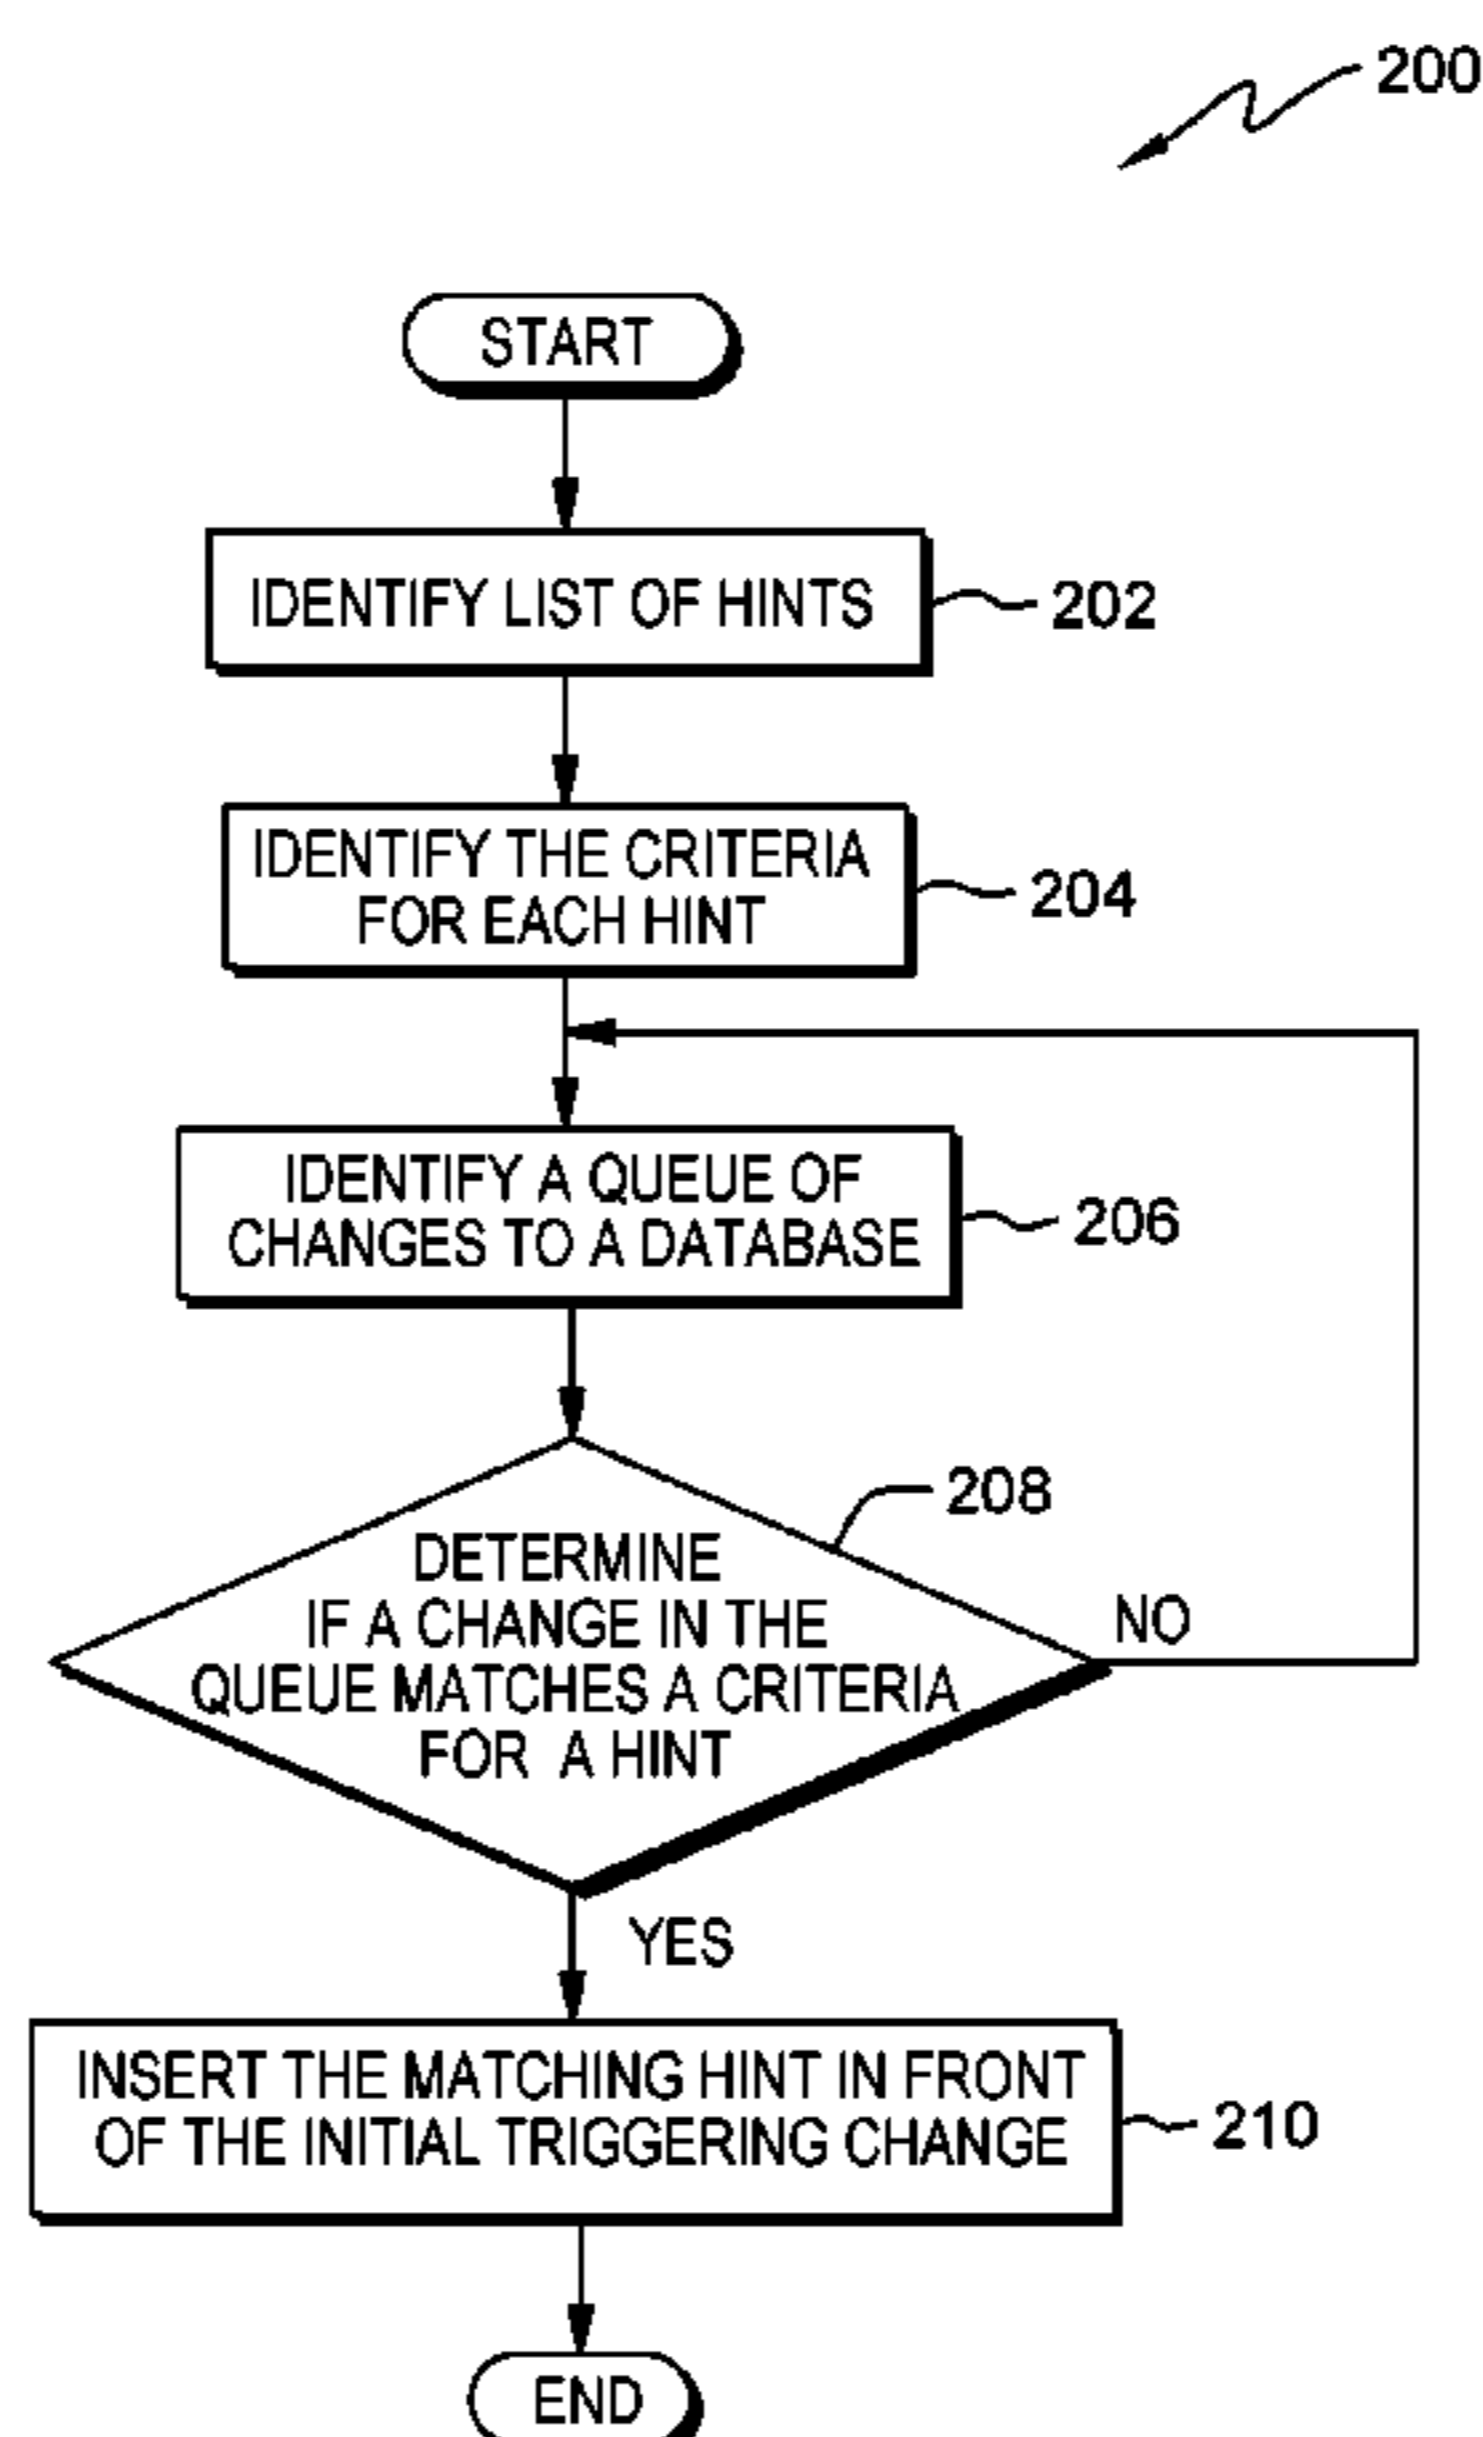 200
START
IDENTIFY LIST OF HINTS
202
IDENTIFY THE CRITERIA
FOR EACH HINT
204
IDENTIFY A QUEUE OF
CHANGES TO A DATABASE
206
208
DETERMINE
IF A CHANGE IN THE
QUEUE MATCHES A CRITERIA
FOR A HINT
NO
YES
INSERT THE MATCHING HINT IN FRONT
OF THE INITIAL TRIGGERING CHANGE
210
END